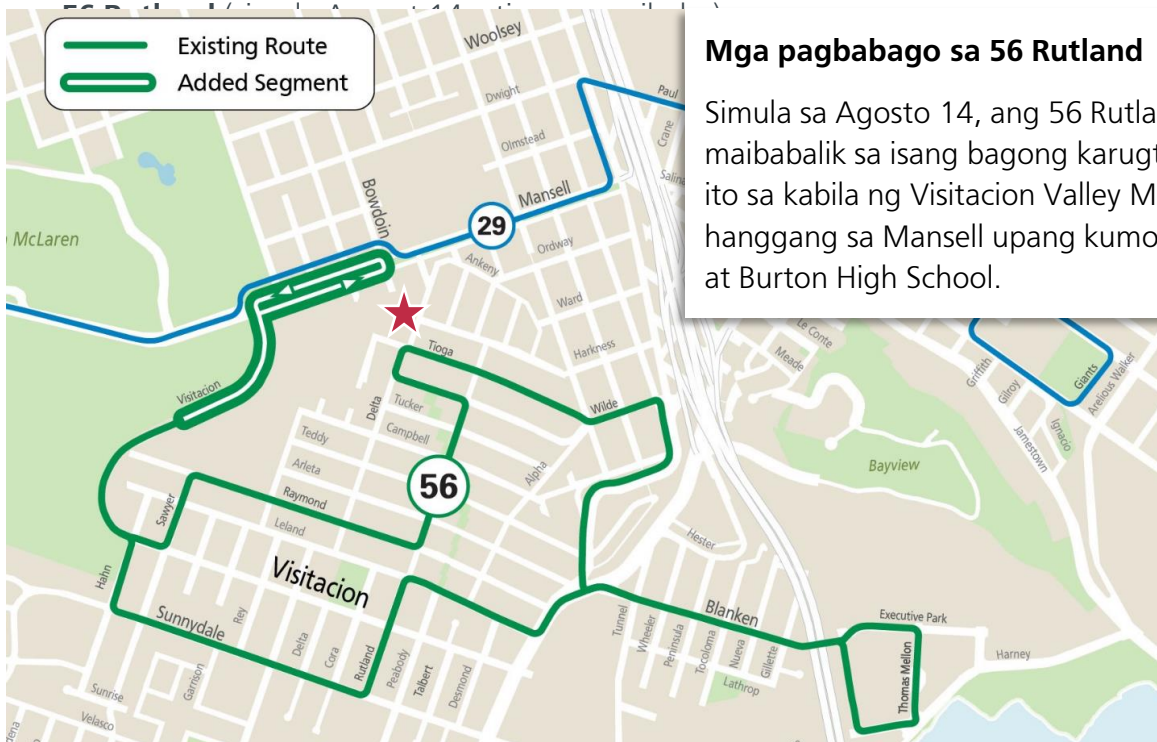 Existing Route
Added Segment
Mga pagbabago sa 56 Rutland
Simula sa Agosto 14, ang 56 Rutla
maibabalik sa isang bagong karugt
ito sa kabila ng Visitacion Valley M
hanggang sa Mansell upang kumo
at Burton High School.
Woolsey
Dwight
Olmstead
Paul
Crane
Salina
Bowdoin
Mansell
29
Ordway
Ankeny
McLaren
Ward
Harkness
Tioga
Le Conte
Meade
Griffith
Gilroy
Giants
Arelious Walker
Jamestown
Ignacio
Visitacion
Delta
Tucker
Campbell
Wilde
Teddy
Arleta
Alpha
Bayview
56
Raymond
Sawyer
Leland
Hester
Hahn
Visitacion
Sunnydale
Rey
Delta
Cora
Rutland
Peabody
Talbert
Desmond
Tunnel
Wheeler
Peninsula
Tocoloma
Nueva
Gillette
Blanken
Lathrop
Executive Park
Harney
Thomas Mellon
Sunrise
Garrison
Velasco